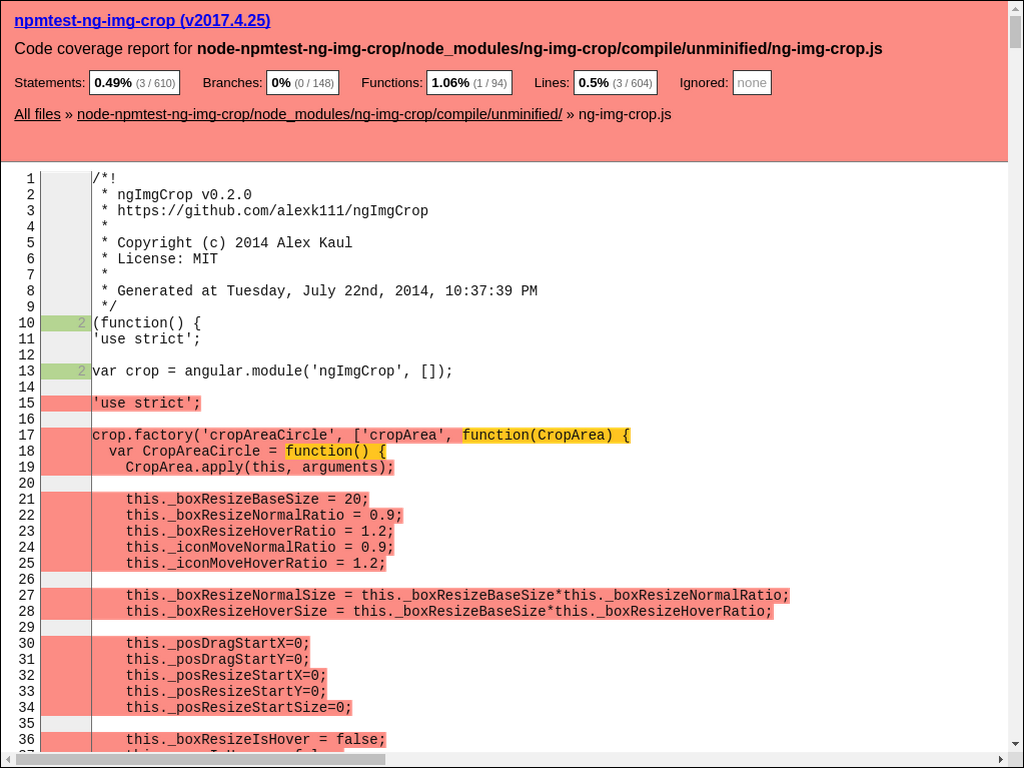 npmtest-ng-img-crop (v2017.4.25)
Code coverage report for node-npmtest-ng-img-crop/node_modules/ng-img-crop/compile/unminified/ng-img-crop.js
Statements: 0.49% (3 / 610) Branches: 0% (0 / 148) Functions: 1.06% (1 / 94) Lines: 0.5% (3 / 604) Ignored: none
All files » node-npmtest-ng-img-crop/node_modules/ng-img-crop/compile/unminified/ » ng-img-crop.js
1 /*!
2 * ngImgCrop v0.2.0
3 * https://github.com/alexk111/ngImgCrop
4 *
5 * Copyright (c) 2014 Alex Kaul
6 * License: MIT
7 *
8 * Generated at Tuesday, July 22nd, 2014, 10:37:39 PM
9 */
10 2 (function() {
11 'use strict';
12
13 2 var crop = angular.module('ngImgCrop', []);
14
15 'use strict';
16
17 crop.factory('cropAreaCircle', ['cropArea', function(CropArea) {
18 var CropAreaCircle = function() {
19 CropArea.apply(this, arguments);
20
21 this._boxResizeBaseSize = 20;
22 this._boxResizeNormalRatio = 0.9;
23 this._boxResizeHoverRatio = 1.2;
24 this._iconMoveNormalRatio = 0.9;
25 this._iconMoveHoverRatio = 1.2;
26
27 this._boxResizeNormalSize = this._boxResizeBaseSize*this._boxResizeNormalRatio;
28 this._boxResizeHoverSize = this._boxResizeBaseSize*this._boxResizeHoverRatio;
29
30 this._posDragStartX=0;
31 this._posDragStartY=0;
32 this._posResizeStartX=0;
33 this._posResizeStartY=0;
34 this._posResizeStartSize=0;
35
36 this._boxResizeIsHover = false;